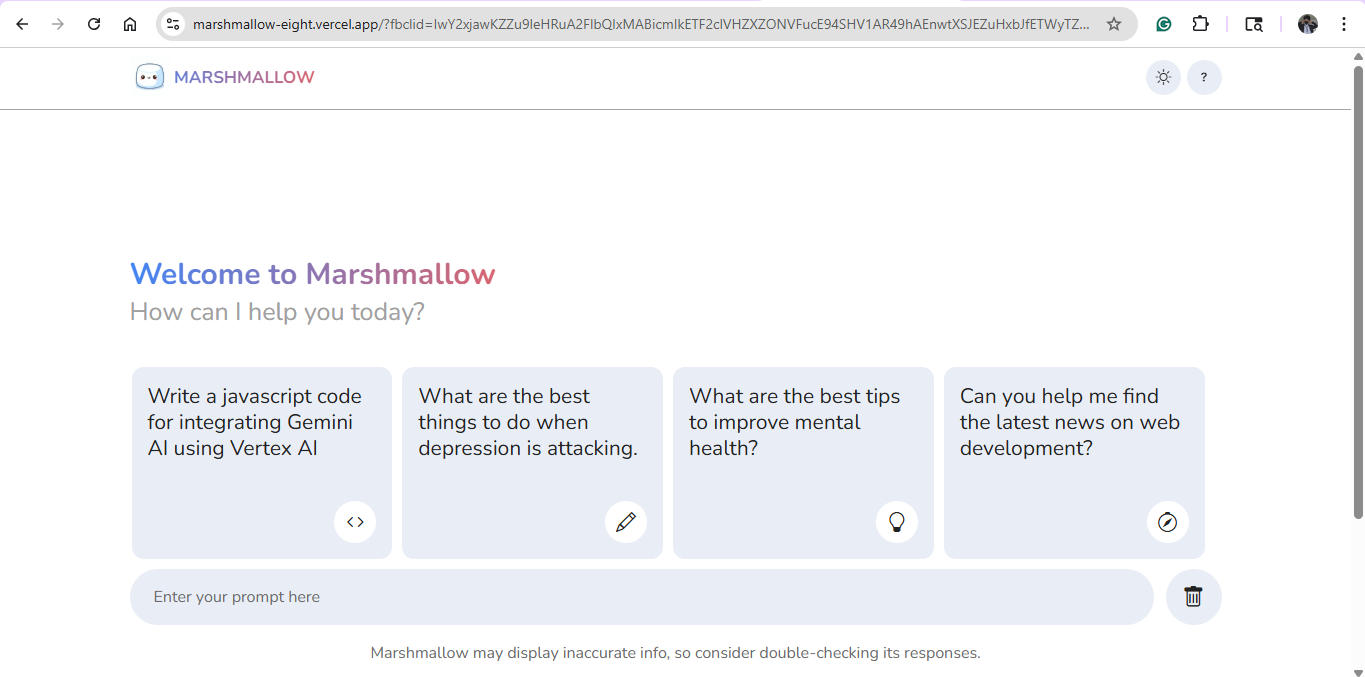 marshmallow-eight.vercel.app/?fbclid=IwY2xjawKZZu9leHRuA2FlbQIxMABicmlkETF2clVHZXZONVFucE94SHV1AR49hAEnwtXSJEZuHxbJfETWyTZ...
MARSHMALLOW
?
Welcome to Marshmallow
How can I help you today?
Write a javascript code
for integrating Gemini
AI using Vertex AI
What are the best
things to do when
depression is attacking.
What are the best tips
to improve mental
health?
Can you help me find
the latest news on web
development?
Enter your prompt here
Marshmallow may display inaccurate info, so consider double-checking its responses.